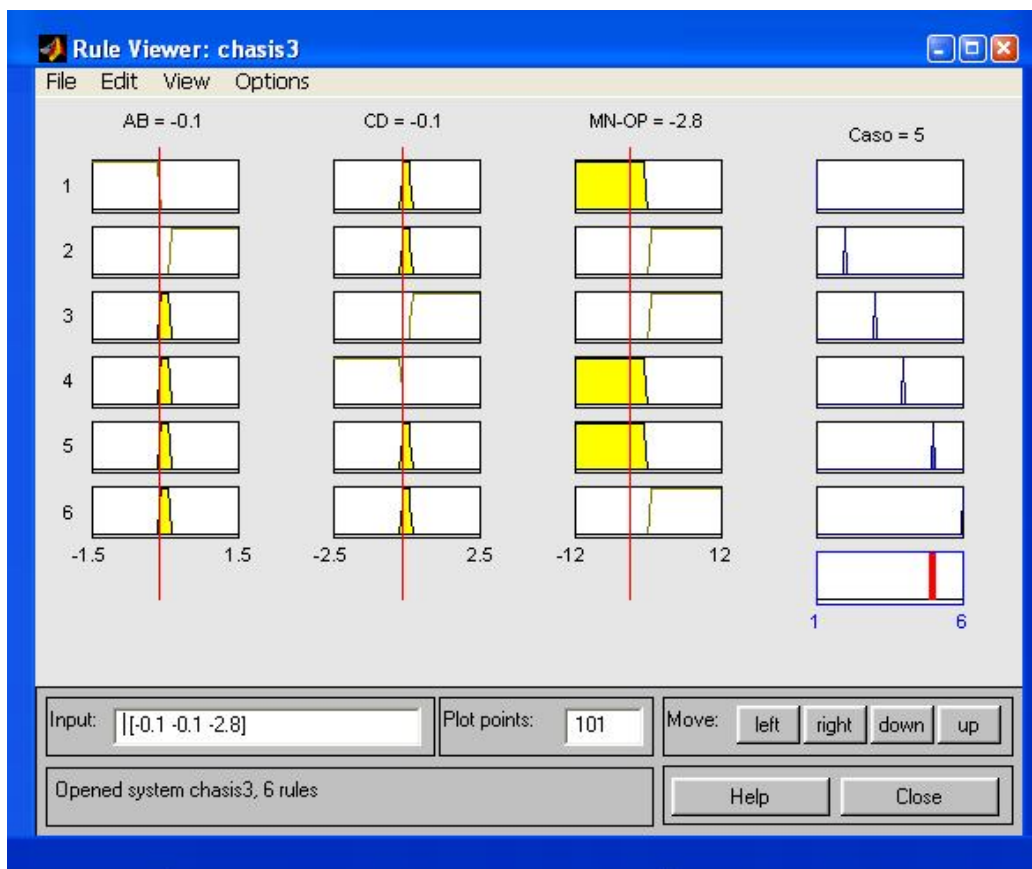 Rule Viewer: chasis3
File Edit View Options
AB = -0.1 CD = -0.1 MN-OP = -2.8 Caso = 5
1
2
3
4
5
6
-1.5 1.5 -2.5 2.5 -12 12
1 6
Input: [-0.1 -0.1 -2.8] Plot points: 101 Move: left right down up
Opened system chasis3, 6 rules Help Close